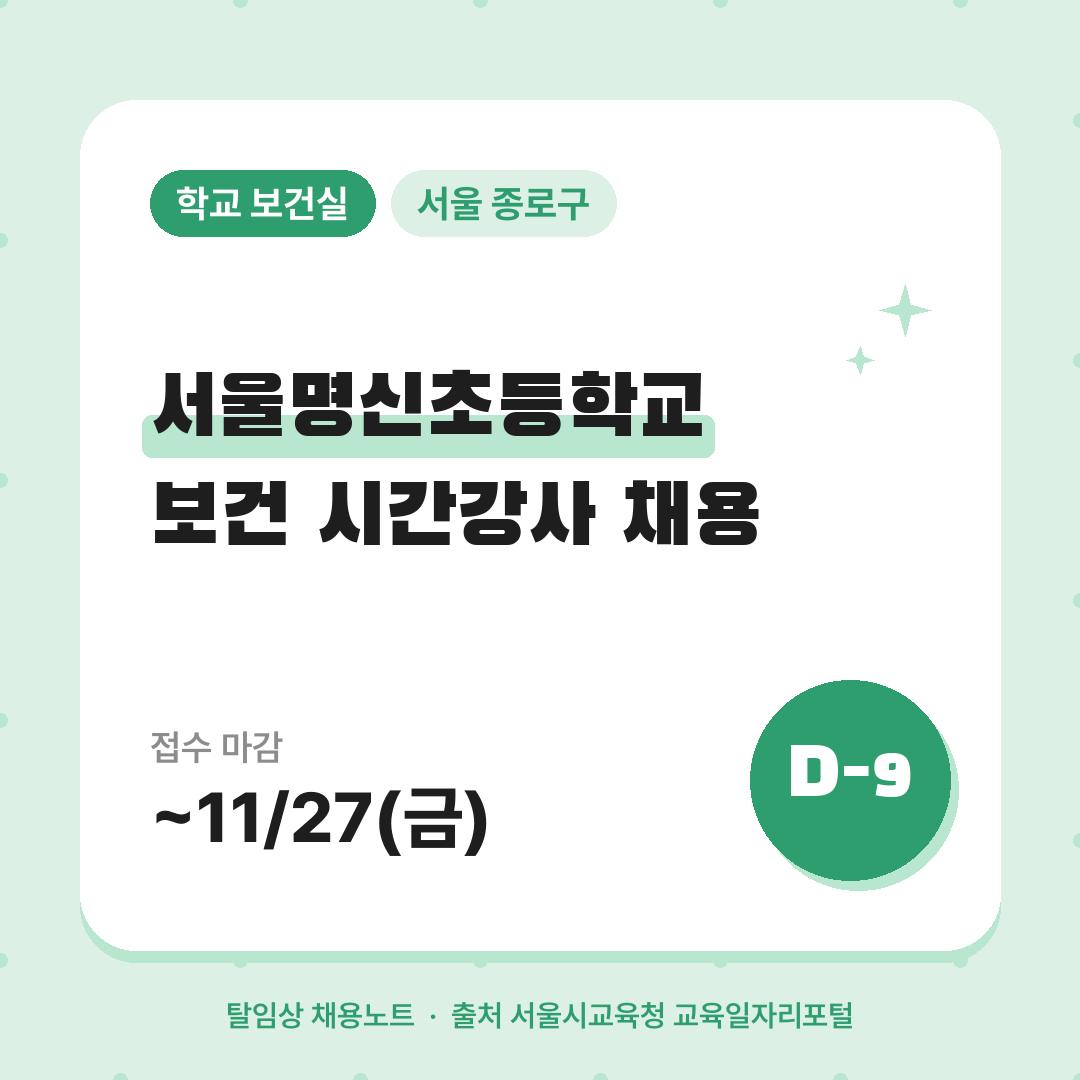 학교 보건실 서울 종로구
서울명신초등학교
보건 시간강사 채용
접수 마감
~11/27(금)
D-9
탈임상 채용노트 · 출처 서울시교육청 교육일자리포털